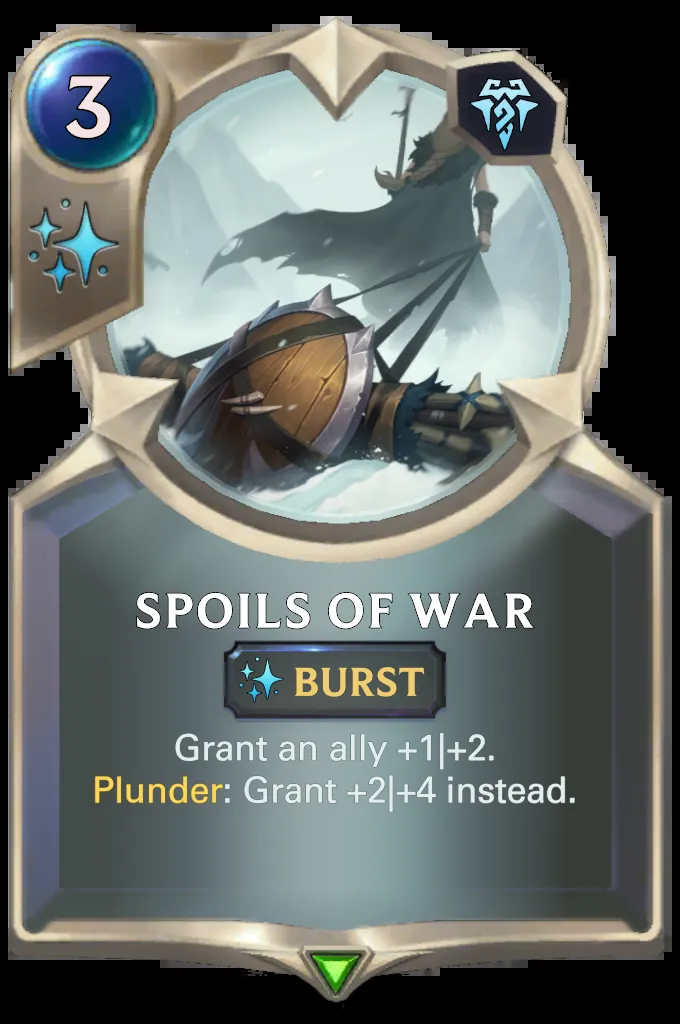 3
SPOILS OF WAR
BURST
Grant an ally +1|+2.
Plunder: Grant +2|+4 instead.